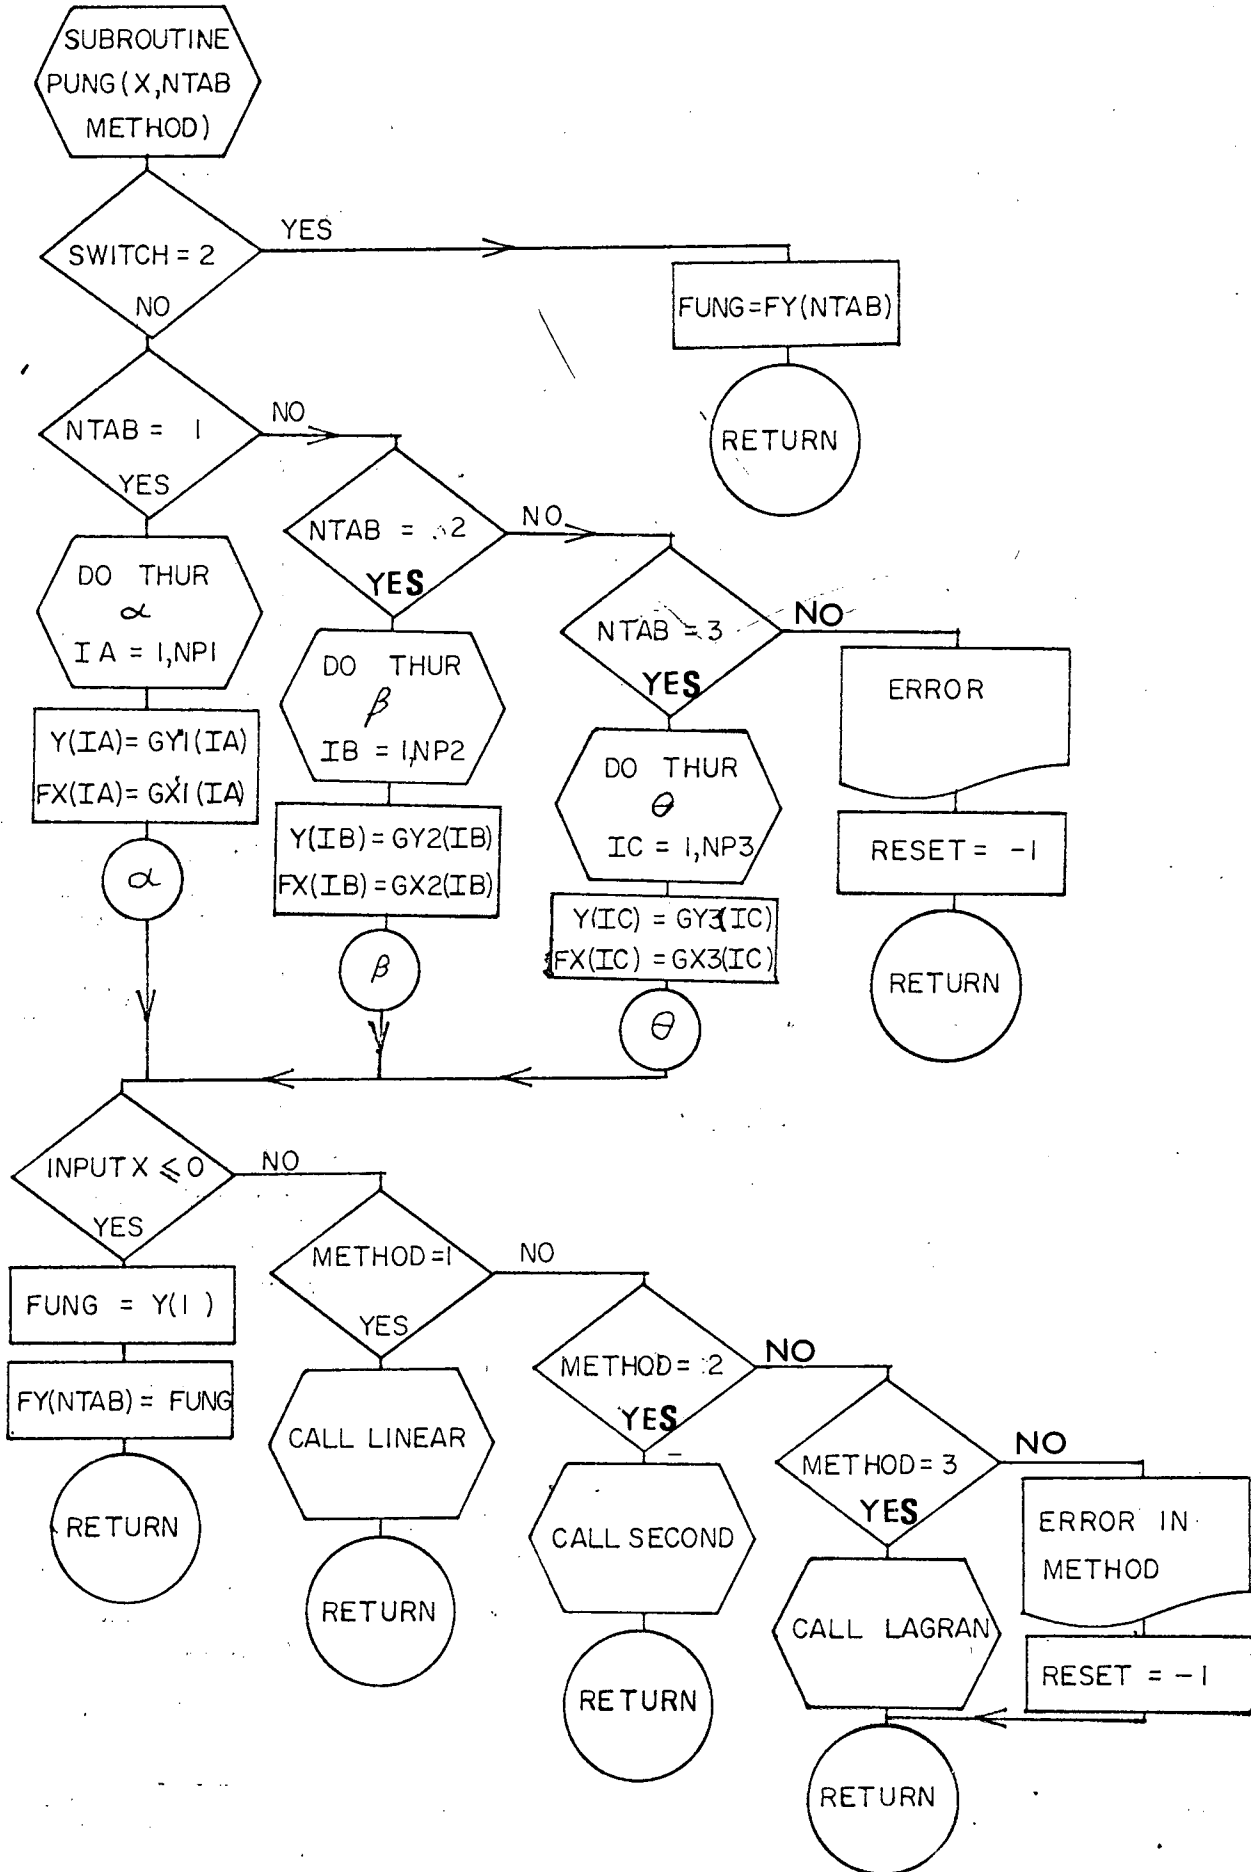 SUBROUTINE
PUNG(X,NTAB
METHOD)
SWITCH = 2
YES
NO
FUNG=FY(NTAB)
RETURN
NTAB = 1
NO
YES
DO THUR
α
IA = 1,NP1
Y(IA)= GY1(IA)
FX(IA)= GX1(IA)
α
NTAB = 2
NO
YES
DO THUR
β
IB = 1,NP2
Y(IB)= GY2(IB)
FX(IB)= GX2(IB)
β
NTAB = 3
NO
YES
DO THUR
θ
IC = 1,NP3
Y(IC) = GY3(IC)
FX(IC) = GX3(IC)
θ
ERROR
RESET = -1
RETURN
INPUT X ≤ 0
NO
YES
FUNG = Y(1)
FY(NTAB) = FUNG
RETURN
METHOD=1
NO
YES
CALL LINEAR
RETURN
METHOD = 2
NO
YES
CALL SECOND
RETURN
METHOD = 3
NO
YES
CALL LAGRAN
RETURN
ERROR IN
METHOD
RESET = -1